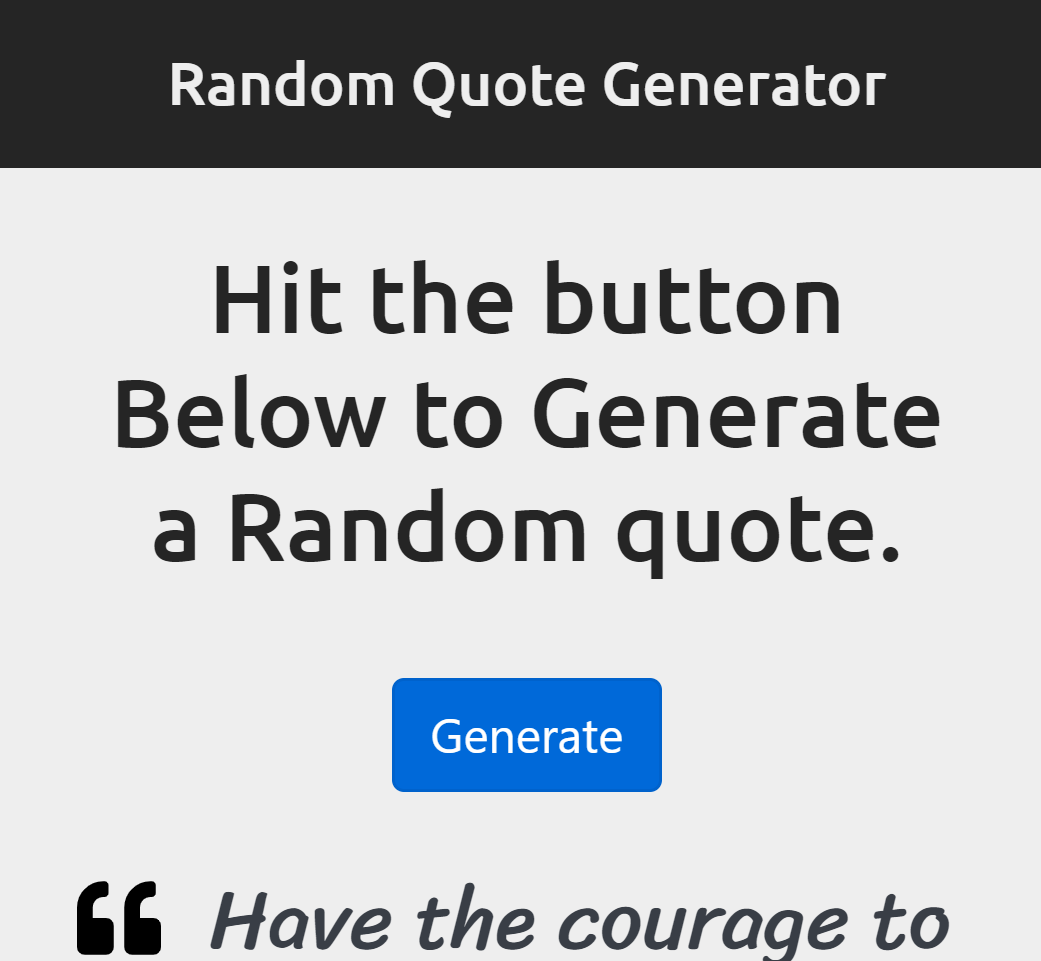 Random Quote Generator
Hit the button
Below to Generate
a Random quote.
Generate
❝ Have the courage to